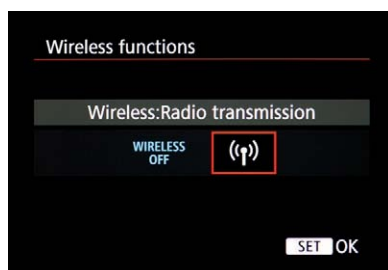 Wireless functions
Wireless:Radio transmission
WIRELESS
OFF
SET OK